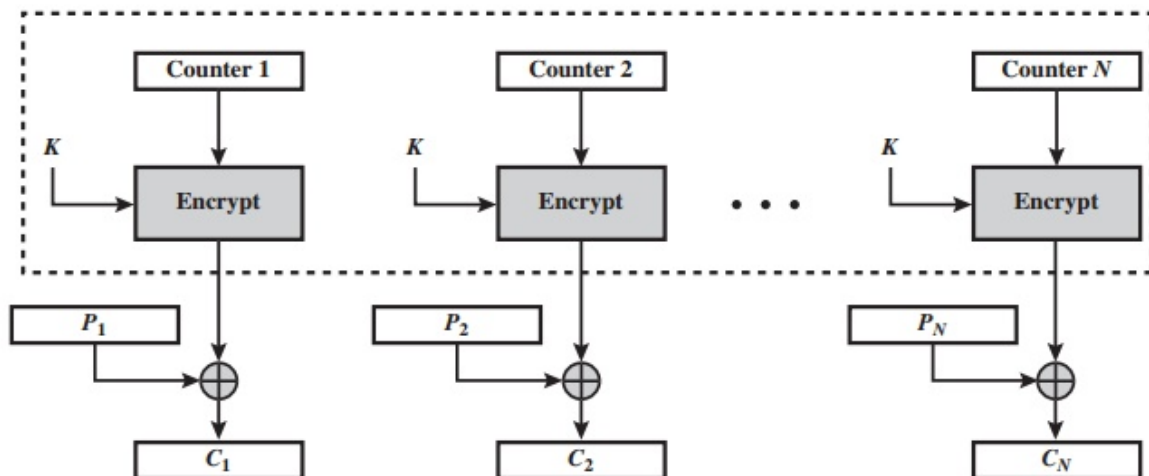 Counter 1
Counter 2
Counter N
K
K
K
Encrypt
Encrypt
• • •
Encrypt
P1
P2
PN
C1
C2
CN